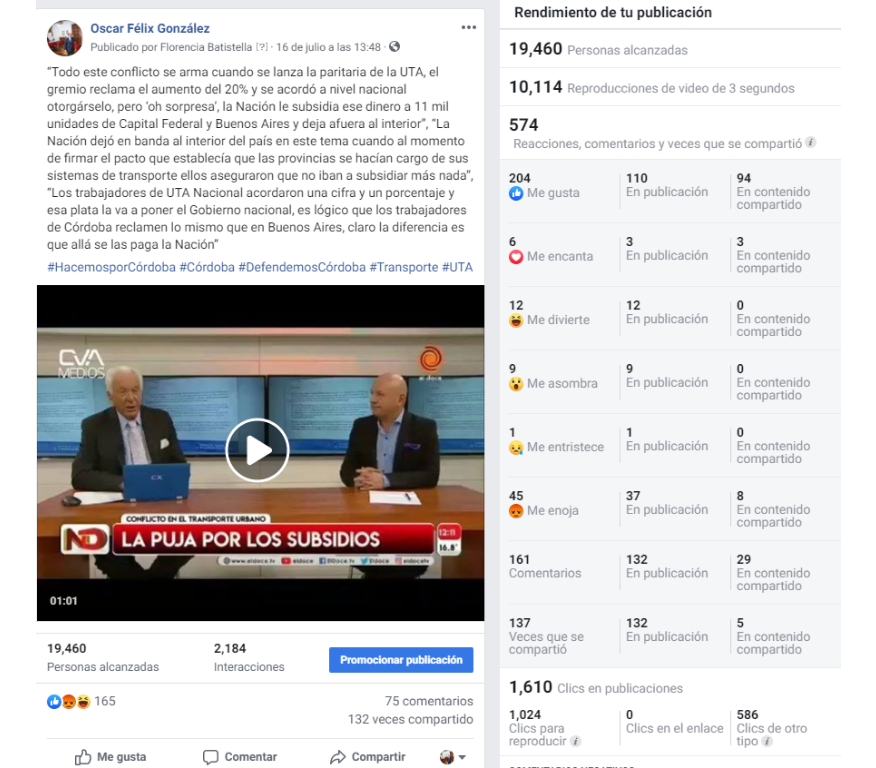 Oscar Félix González
Publicado por Florencia Batistella [?] · 16 de julio a las 13:48 ·
“Todo este conflicto se arma cuando se lanza la paritaria de la UTA, el
gremio reclama el aumento del 20% y se acordó a nivel nacional
otorgárselo, pero ‘oh sorpresa’, la Nación le subsidia ese dinero a 11 mil
unidades de Capital Federal y Buenos Aires y deja afuera al interior”, “La
Nación dejó en banda al interior del país en este tema cuando al momento
de firmar el pacto que establecía que las provincias se hacían cargo de sus
sistemas de transporte ellos aseguraron que no iban a subsidiar más nada”,
“Los trabajadores de UTA Nacional acordaron una cifra y un porcentaje y
esa plata la va a poner el Gobierno nacional, es lógico que los trabajadores
de Córdoba reclamen lo mismo que en Buenos Aires, claro la diferencia es
que allá se las paga la Nación”
#HacemosporCórdoba #Córdoba #DefendemosCórdoba #Transporte #UTA
CVA
MEDIOS
el doce
CX
CONFLICTO EN EL TRANSPORTE URBANO
ND
LA PUJA POR LOS SUBSIDIOS
12:11
16.8°
www.eldoce.tv eldoce ElDoce.tv Eldoce eldocetv
01:01
19,460
Personas alcanzadas
2,184
Interacciones
Promocionar publicación
165
75 comentarios
132 veces compartido
Me gusta
Comentar
Compartir
Rendimiento de tu publicación
19,460 Personas alcanzadas
10,114 Reproducciones de video de 3 segundos
574
Reacciones, comentarios y veces que se compartió
204 110 94
Me gusta En publicación En contenido
compartido
6 3 3
Me encanta En publicación En contenido
compartido
12 12 0
Me divierte En publicación En contenido
compartido
9 9 0
Me asombra En publicación En contenido
compartido
1 1 0
Me entristece En publicación En contenido
compartido
45 37 8
Me enoja En publicación En contenido
compartido
161 132 29
Comentarios En publicación En contenido
compartido
137 132 5
Veces que se En publicación En contenido
compartió compartido
1,610 Clics en publicaciones
1,024 0 586
Clics para Clics en el enlace Clics de otro
reproducir tipo